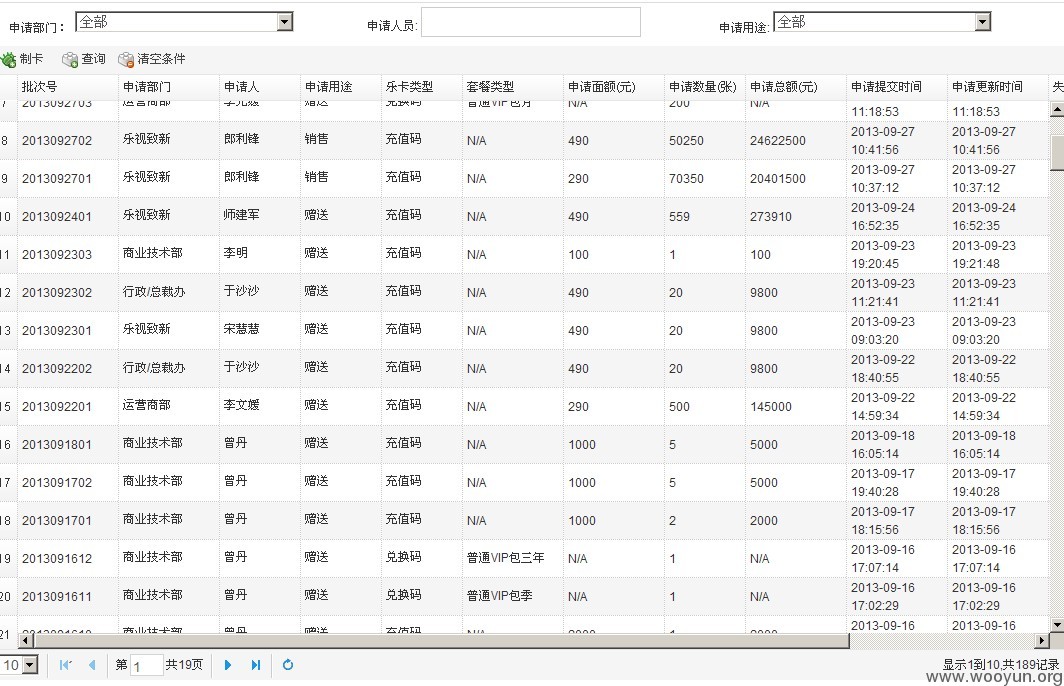 申请部门： 全部 申请人员: 申请用途: 全部
制卡 查询 清空条件
批次号 申请部门 申请人 申请用途 乐卡类型 套餐类型 申请面额(元) 申请数量(张) 申请总额(元) 申请提交时间 申请更新时间 失
7 2013092703 运营商部 李元媛 赠送 兑换码 普通VIP包月 N/A 200 N/A 11:18:53 11:18:53
8 2013092702 乐视致新 郎利锋 销售 充值码 N/A 490 50250 24622500 2013-09-27 10:41:56 2013-09-27 10:41:56
9 2013092701 乐视致新 郎利锋 销售 充值码 N/A 290 70350 20401500 2013-09-27 10:37:12 2013-09-27 10:37:12
10 2013092401 乐视致新 师建军 赠送 充值码 N/A 490 559 273910 2013-09-24 16:52:35 2013-09-24 16:52:35
11 2013092303 商业技术部 李明 赠送 充值码 N/A 100 1 100 2013-09-23 19:20:45 2013-09-23 19:21:48
12 2013092302 行政/总裁办 于沙沙 赠送 充值码 N/A 490 20 9800 2013-09-23 11:21:41 2013-09-23 11:21:41
13 2013092301 乐视致新 宋慧慧 赠送 充值码 N/A 490 20 9800 2013-09-23 09:03:20 2013-09-23 09:03:20
14 2013092202 行政/总裁办 于沙沙 赠送 充值码 N/A 490 20 9800 2013-09-22 18:40:55 2013-09-22 18:40:55
15 2013092201 运营商部 李文媛 赠送 充值码 N/A 290 500 145000 2013-09-22 14:59:34 2013-09-22 14:59:34
16 2013091801 商业技术部 曾丹 赠送 充值码 N/A 1000 5 5000 2013-09-18 16:05:14 2013-09-18 16:05:14
17 2013091702 商业技术部 曾丹 赠送 充值码 N/A 1000 5 5000 2013-09-17 19:40:28 2013-09-17 19:40:28
18 2013091701 商业技术部 曾丹 赠送 充值码 N/A 1000 2 2000 2013-09-17 18:15:56 2013-09-17 18:15:56
19 2013091612 商业技术部 曾丹 赠送 兑换码 普通VIP包三年 N/A 1 N/A 2013-09-16 17:07:14 2013-09-16 17:07:14
20 2013091611 商业技术部 曾丹 赠送 兑换码 普通VIP包季 N/A 1 N/A 2013-09-16 17:02:29 2013-09-16 17:02:29
21 2013091610 商业技术部 曾丹 赠送 充值码 N/A 2013-09-16 2013-09-16
10 第 1 共19页 显示1到10,共189记录
www.wooyun.org